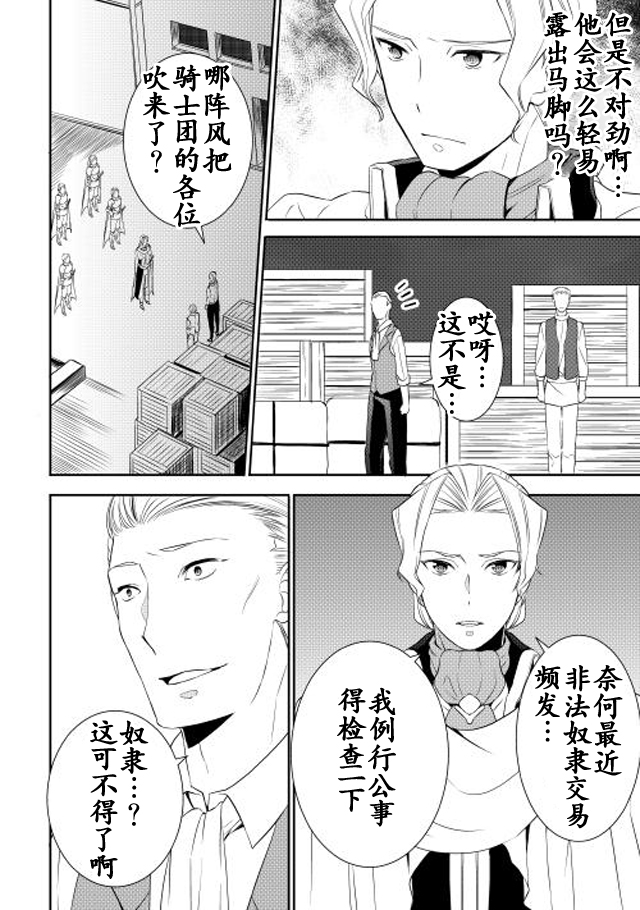 但是不对劲啊…
他会这么轻易
露出马脚吗？
哎呀…
这不是…
哪阵风把
骑士团的各位
吹来了？
奈何最近
非法奴隶交易
频发…
我例行公事
得检查一下
奴隶…？
这可不得了啊